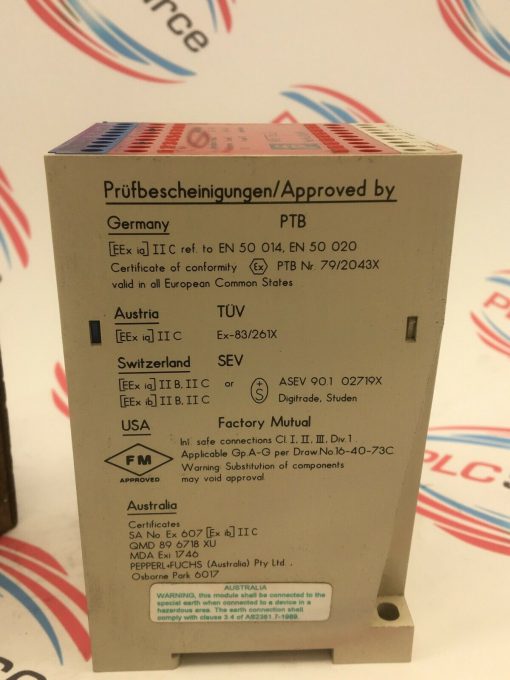 Prüfbescheinigungen/Approved by
Germany PTB
[EEx ia] II C ref. to EN 50 014, EN 50 020
Certificate of conformity Ex PTB Nr. 79/2043X
valid in all European Common States
Austria TÜV
[EEx ia] II C Ex-83/261X
Switzerland SEV
[EEx ia] II B, II C or S ASEV 90 1 02719X
[EEx ib] II B, II C Digitrade, Studen
USA Factory Mutual
Inl. safe connections Cl. I, II, III, Div. 1
Applicable Gp. A-G per Draw. No. 16-40-73C
Warning: Substitution of components
may void approval
FM
APPROVED
Australia
Certificates
SA No Ex 607 [Ex ib] II C
QMD 89 6718 XU
MDA Exi 1746
PEPPERL+FUCHS (Australia) Pty Ltd.,
Osborne Park 6017
AUSTRALIA
WARNING, this module shall be connected to the
special earth when connected to a device in a
hazardous area. The earth connection shall
comply with clause 3.4 of AS2381.7-1989.
PLC
Source